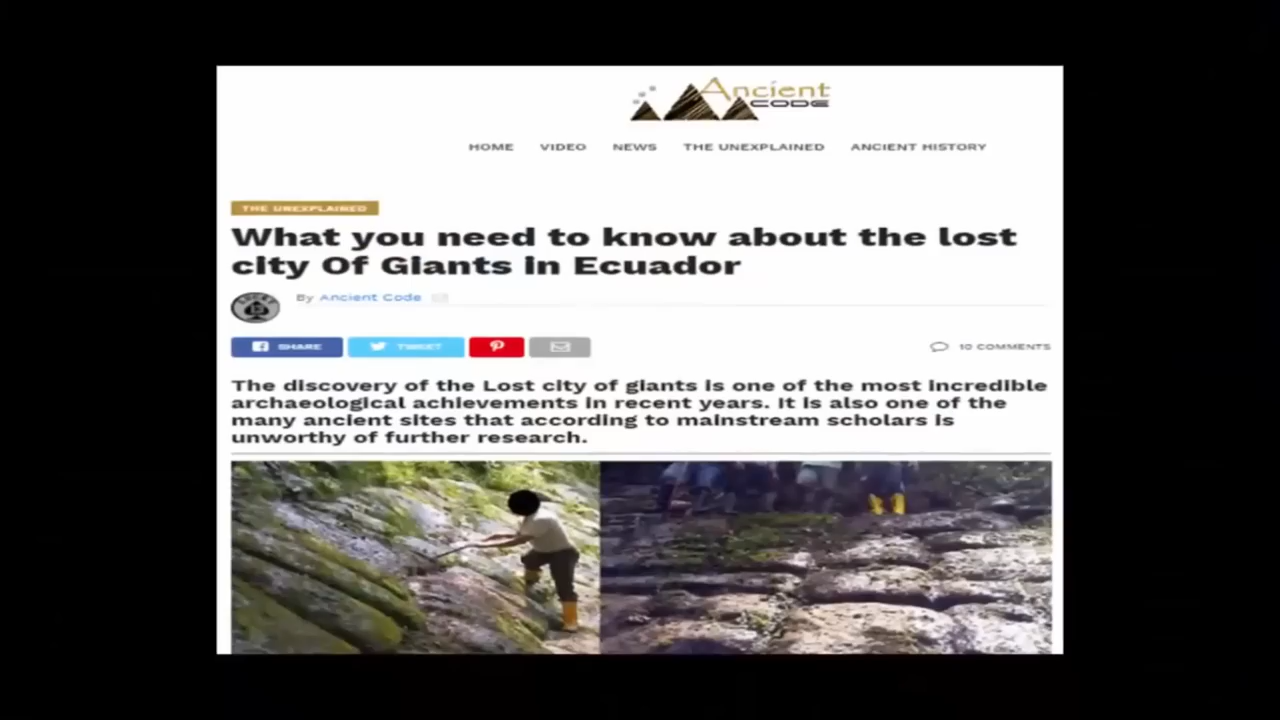 Ancient
CODE
HOME VIDEO NEWS THE UNEXPLAINED ANCIENT HISTORY
THE UNEXPLAINED
What you need to know about the lost
city Of Giants in Ecuador
By Ancient Code
SHARE TWEET 10 COMMENTS
The discovery of the Lost city of giants is one of the most incredible
archaeological achievements in recent years. It is also one of the
many ancient sites that according to mainstream scholars is
unworthy of further research.